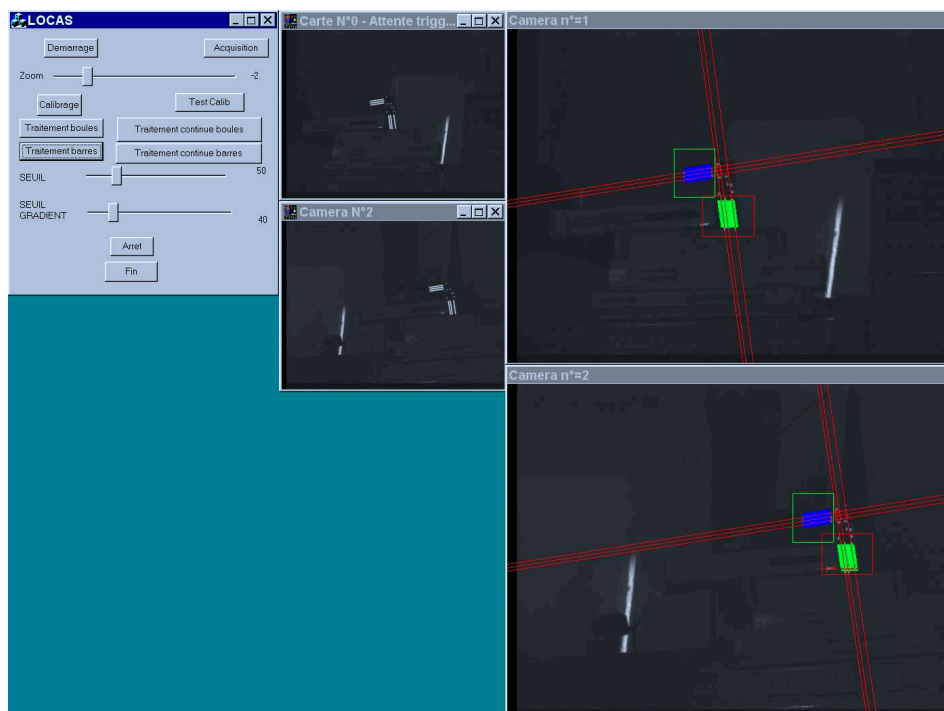 LOCAS
Demarrage
Acquisition
Zoom
-2
Calibrage
Test Calib
Traitement boules
Traitement continue boules
Traitement barres
Traitement continue barres
SEUIL
50
SEUIL
GRADIENT
40
Arret
Fin
Carte N°0 - Attente trigg...
Camera N°2
Camera n°=1
Camera n°=2